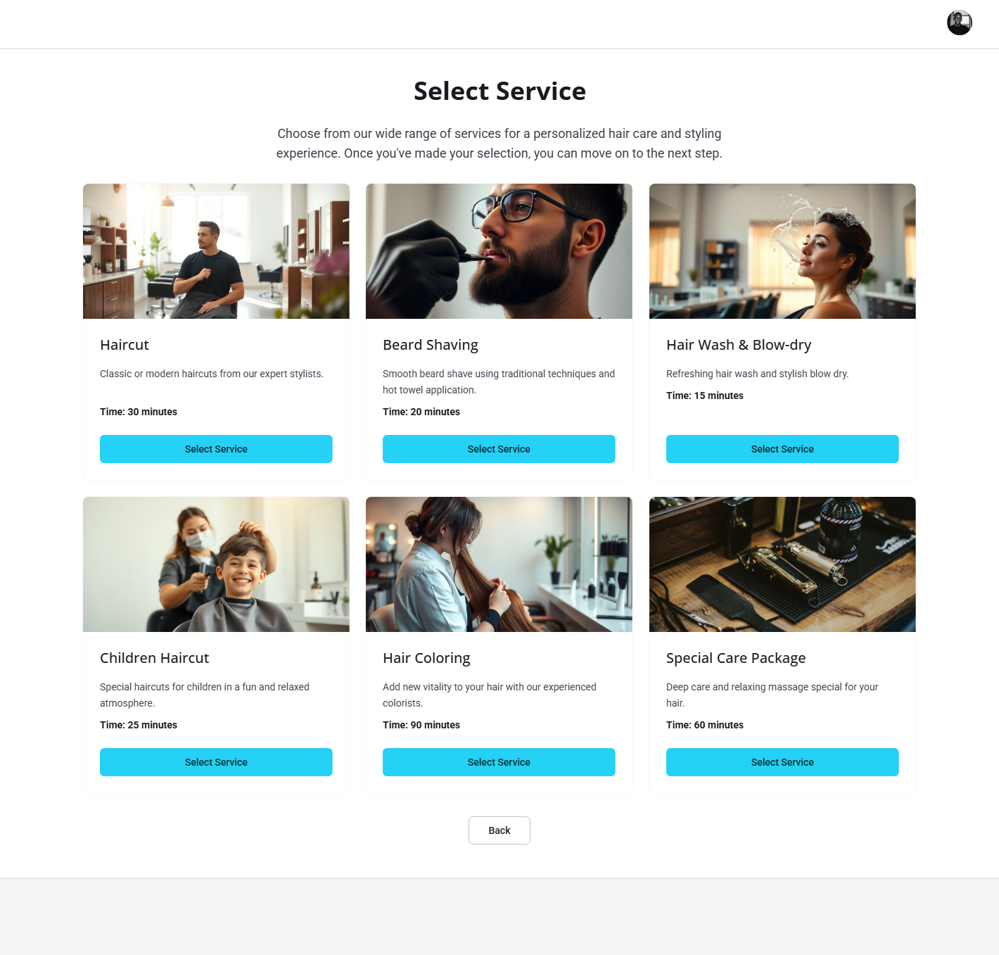 Select Service
Choose from our wide range of services for a personalized hair care and styling
experience. Once you've made your selection, you can move on to the next step.
Haircut
Classic or modern haircuts from our expert stylists.
Time: 30 minutes
Select Service
Beard Shaving
Smooth beard shave using traditional techniques and
hot towel application.
Time: 20 minutes
Select Service
Hair Wash & Blow-dry
Refreshing hair wash and stylish blow dry.
Time: 15 minutes
Select Service
Children Haircut
Special haircuts for children in a fun and relaxed
atmosphere.
Time: 25 minutes
Select Service
Hair Coloring
Add new vitality to your hair with our experienced
colorists.
Time: 90 minutes
Select Service
Special Care Package
Deep care and relaxing massage special for your
hair.
Time: 60 minutes
Select Service
Back